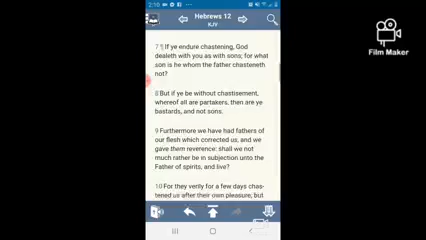 2:58
Hebrews 12
KJV
7 ¶ If ye endure chastening, God
dealeth with you as with sons; for what
son is he whom the father chasteneth
not?
8 But if ye be without chastisement,
whereof all are partakers, then are ye
bastards, and not sons.
9 Furthermore we have had fathers of
our flesh which corrected us, and we
gave them reverence: shall we not
much rather be in subjection unto the
Father of spirits, and live?
10 For they verily for a few days chas-
tened us after their own pleasure; but
Film Maker